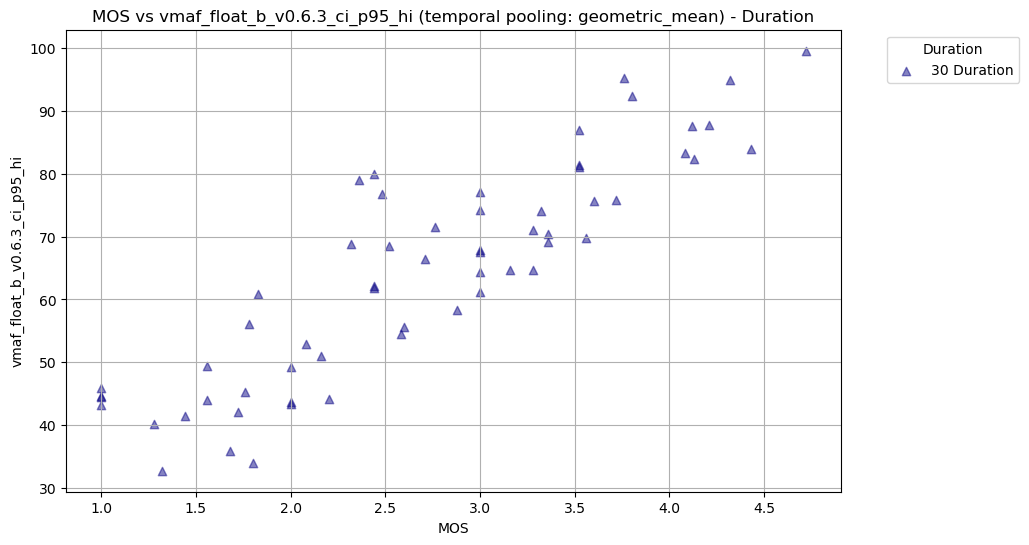 MOS vs vmaf_float_b_v0.6.3_ci_p95_hi (temporal pooling: geometric_mean) - Duration
Duration
30 Duration
vmaf_float_b_v0.6.3_ci_p95_hi
100
90
80
70
60
50
40
30
1.0 1.5 2.0 2.5 3.0 3.5 4.0 4.5
MOS